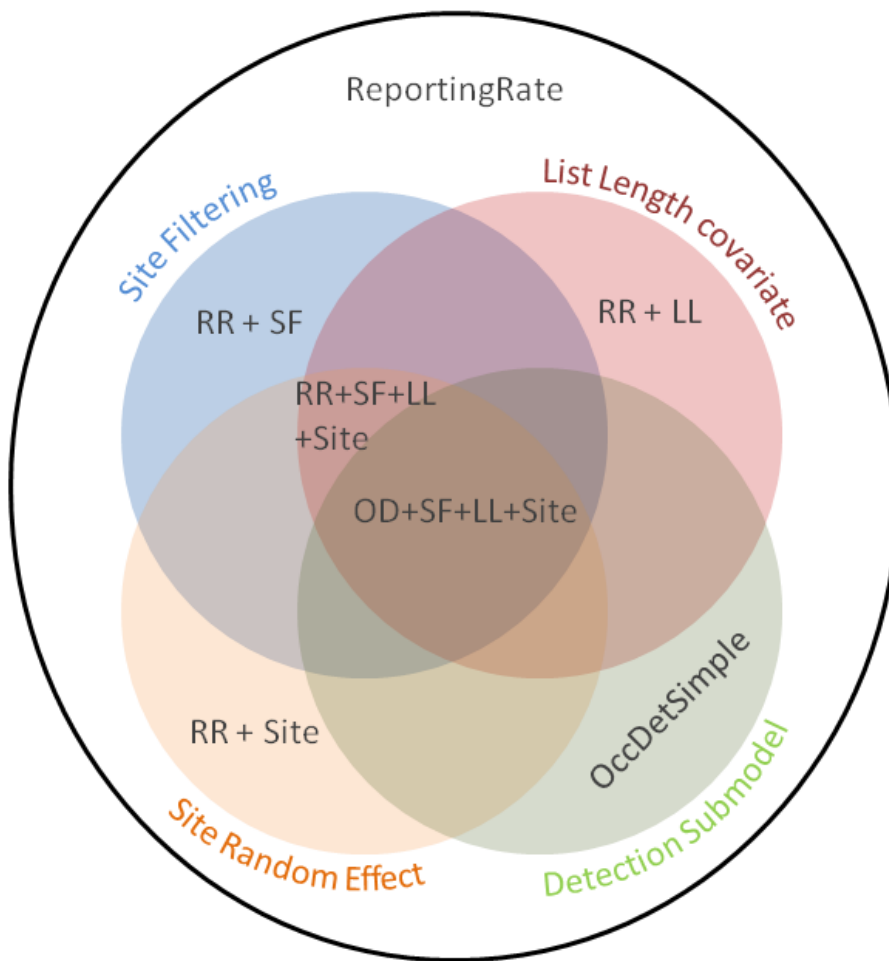 ReportingRate
Site Filtering
List Length covariate
RR + SF
RR + LL
RR+SF+LL
+Site
OD+SF+LL+Site
OccDetSimple
RR + Site
Site Random Effect
Detection Submodel